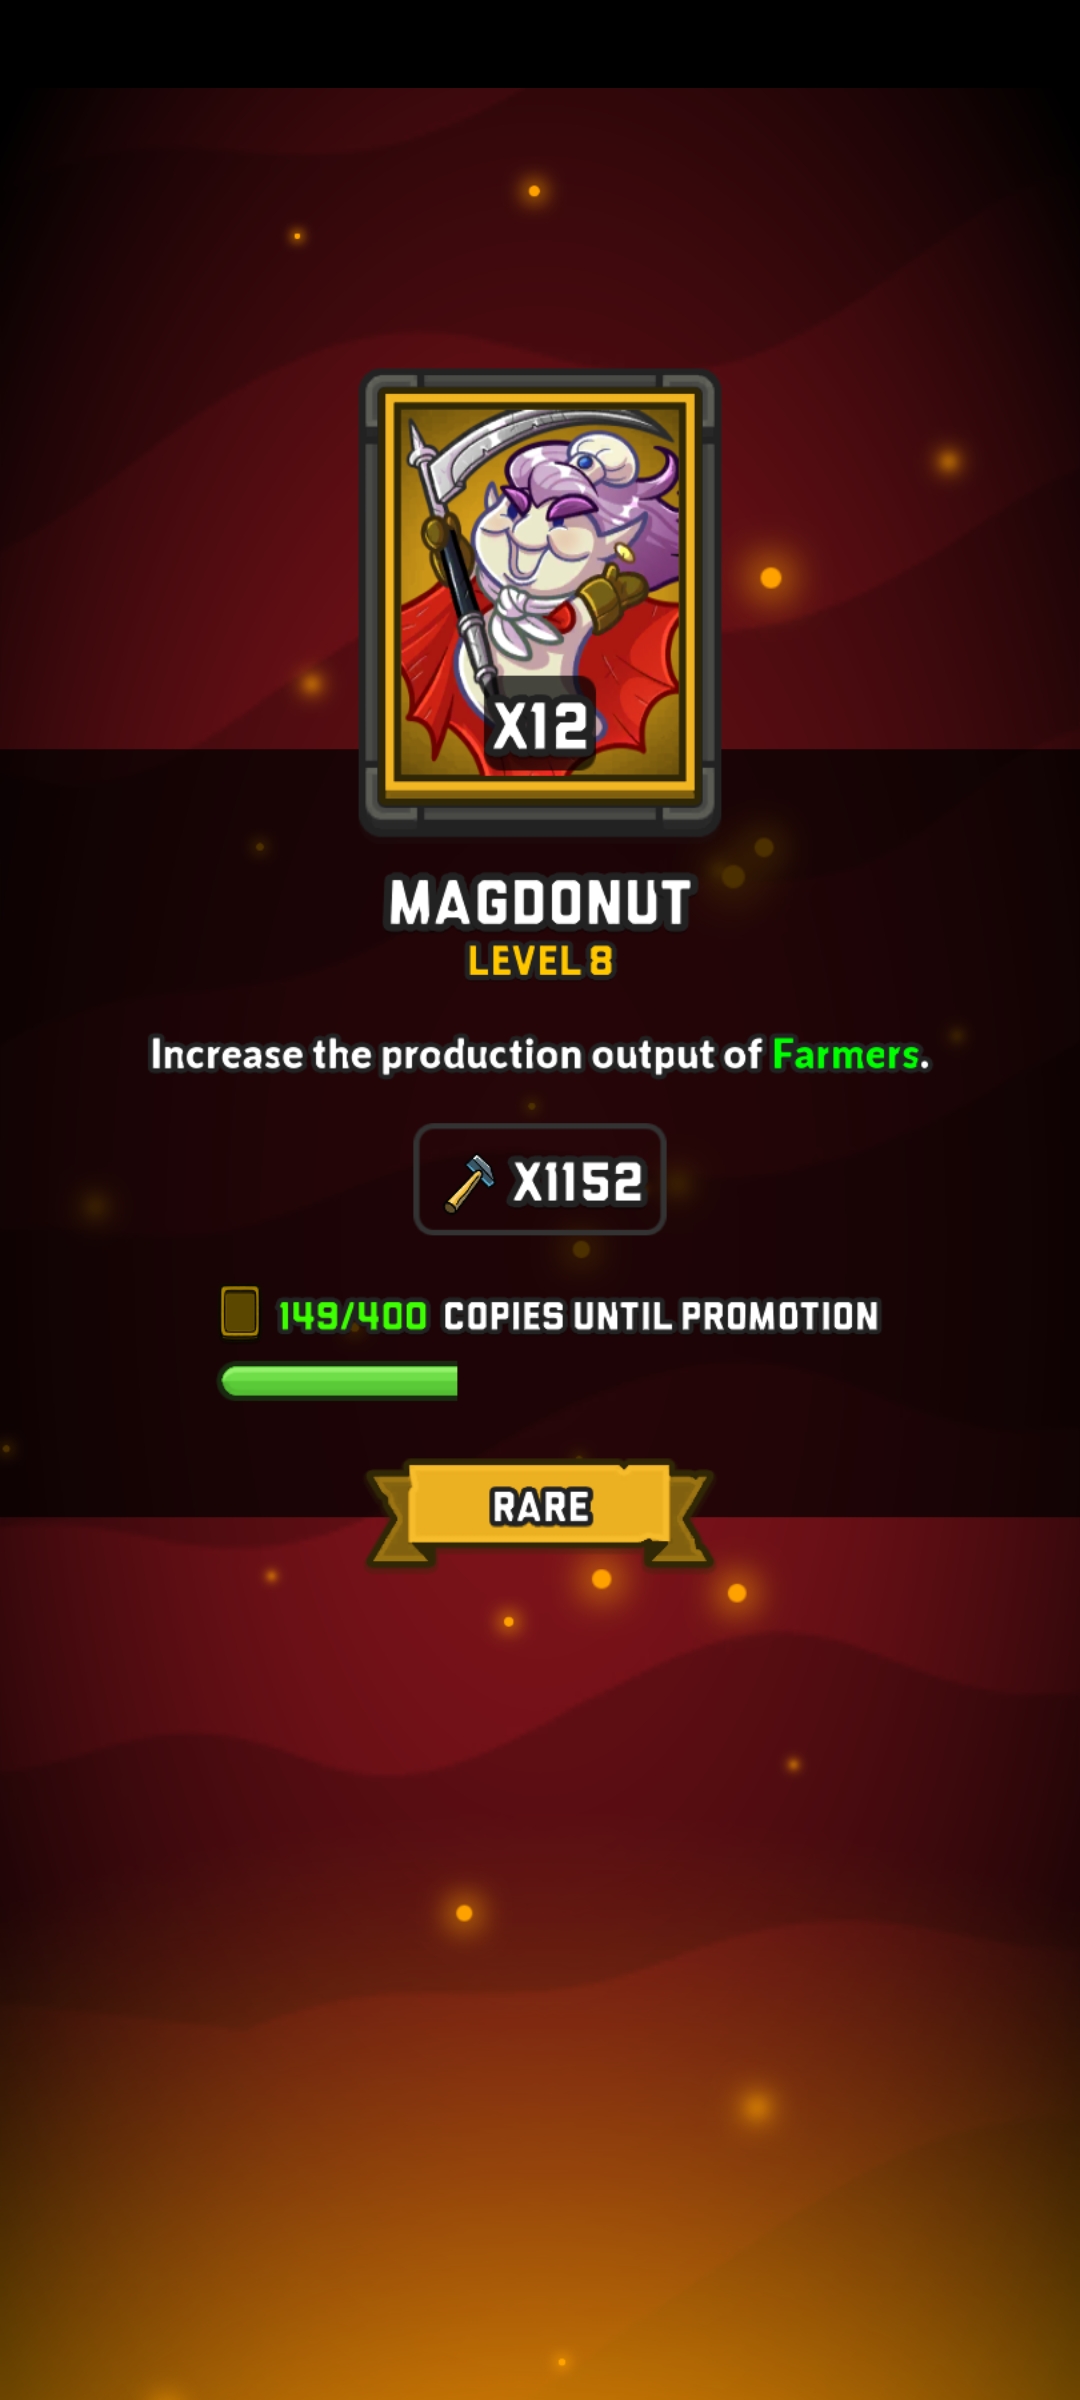 X12
MAGDONUT
LEVEL 8
Increase the production output of Farmers.
X1152
149/400 COPIES UNTIL PROMOTION
RARE